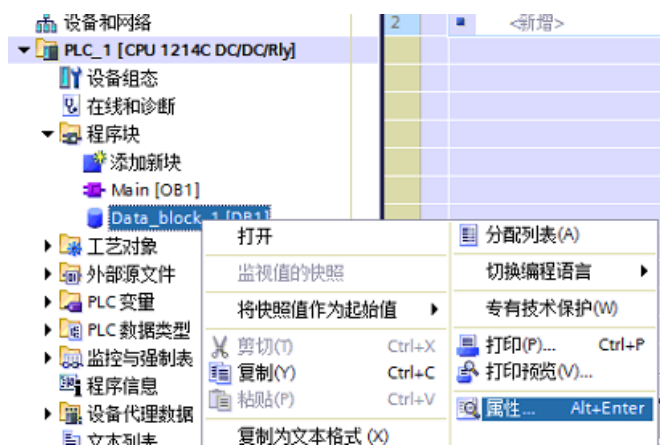 设备和网络
PLC_1 [CPU 1214C DC/DC/Rly]
设备组态
在线和诊断
程序块
添加新块
Main [OB1]
Data_block_1 [DB1]
工艺对象
外部源文件
PLC 变量
PLC 数据类型
监控与强制表
程序信息
设备代理数据
文本列表
2 <新增>
打开
监视值的快照
将快照值作为起始值
剪切(T) Ctrl+X
复制(Y) Ctrl+C
粘贴(P) Ctrl+V
复制为文本格式 (X)
分配列表(A)
切换编程语言
专有技术保护(W)
打印(P)... Ctrl+P
打印预览(V)...
属性... Alt+Enter